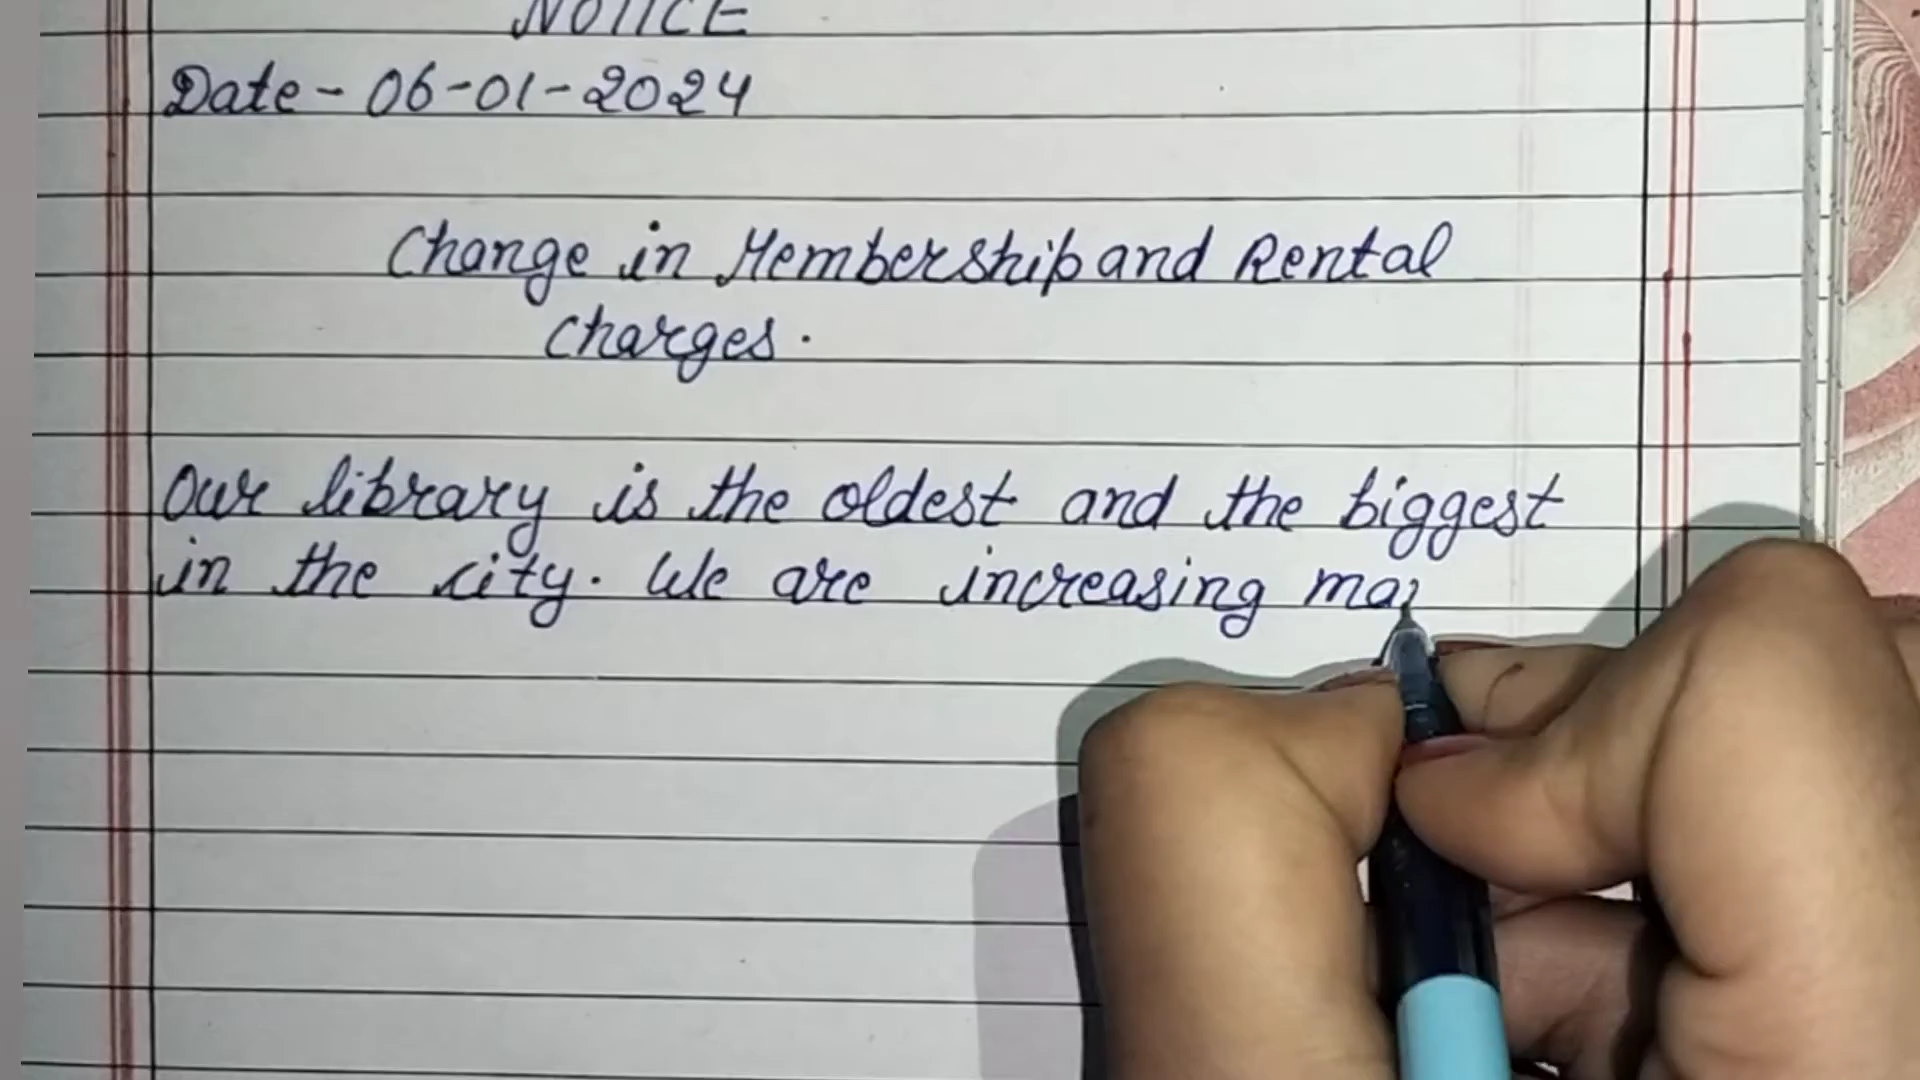 NOTICE
Date - 06-01-2024
Change in Membership and Rental
Charges.
Our library is the oldest and the biggest
in the city. We are increasing